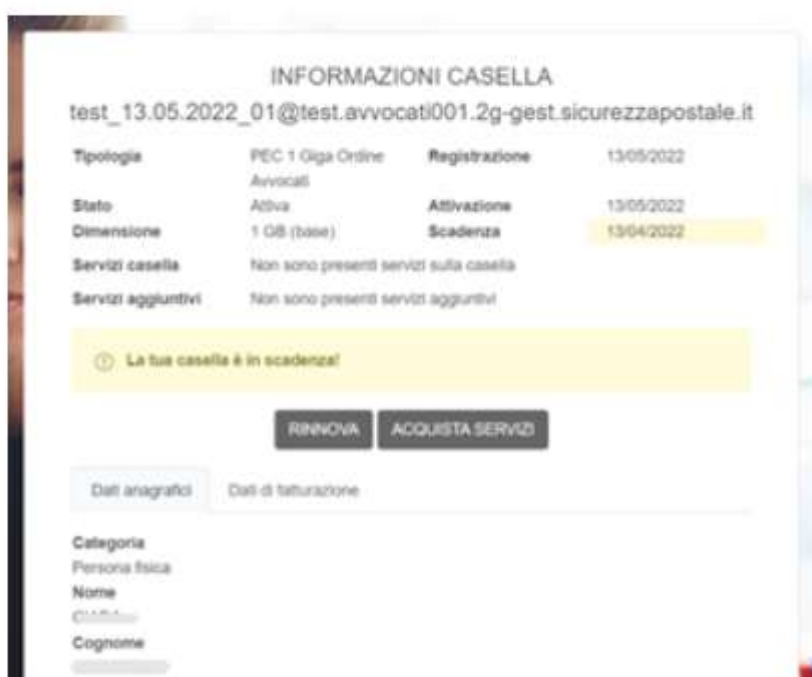 INFORMAZIONI CASELLA
test_13.05.2022_01@test.avvocati001.2g-gest.sicurezzapostale.it
Tipologia PEC 1 Giga Ordine Avvocati Registrazione 13/05/2022
Stato Attiva Attivazione 13/05/2022
Dimensione 1 GB (base) Scadenza 13/04/2022
Servizi casella Non sono presenti servizi sulla casella
Servizi aggiuntivi Non sono presenti servizi aggiuntivi
La tua casella è in scadenza!
RINNOVA ACQUISTA SERVIZI
Dati anagrafici Dati di fatturazione
Categoria
Persona fisica
Nome
Cognome